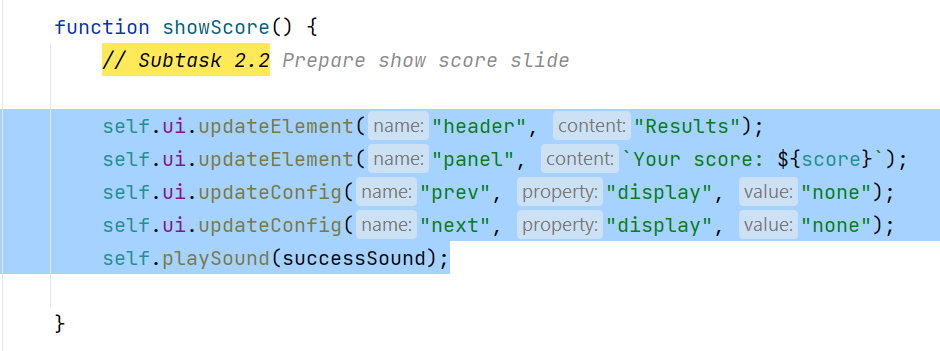 function showScore() {
// Subtask 2.2 Prepare show score slide
self.ui.updateElement( name: "header", content: "Results");
self.ui.updateElement( name: "panel", content: `Your score: ${score}`);
self.ui.updateConfig( name: "prev", property: "display", value: "none");
self.ui.updateConfig( name: "next", property: "display", value: "none");
self.playSound(successSound);
}